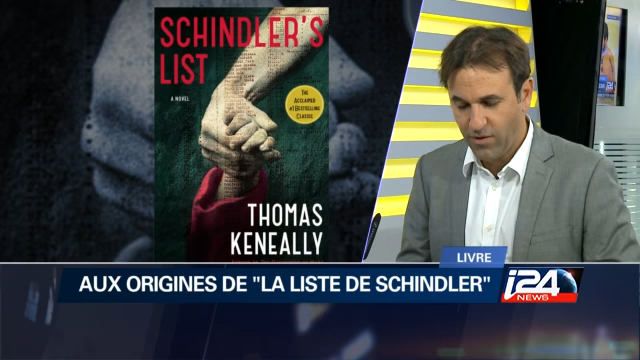 SCHINDLER'S
LIST
A NOVEL
THE
ACCLAIMED
#1 BESTSELLING
CLASSIC
THOMAS
KENEALLY
LIVRE
AUX ORIGINES DE "LA LISTE DE SCHINDLER"
i24
NEWS